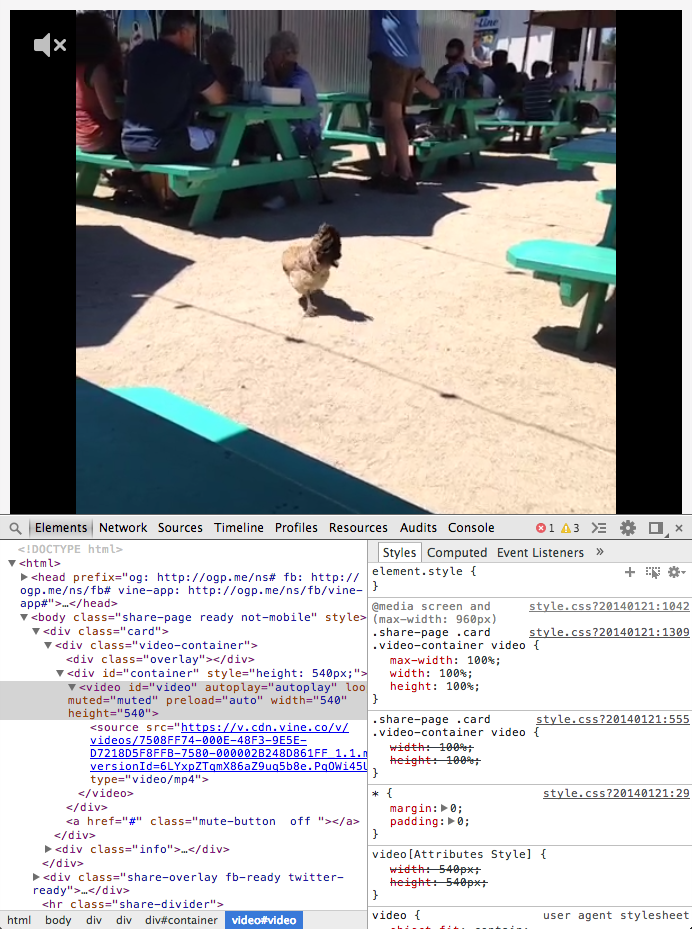 -Line
Elements Network Sources Timeline Profiles Resources Audits Console 1 3
<!DOCTYPE html>
<html>
<head prefix="og: http://ogp.me/ns# fb: http://
ogp.me/ns/fb# vine-app: http://ogp.me/ns/fb/vine-
app#">…</head>
<body class="share-page ready not-mobile" style>
<div class="card">
<div class="video-container">
<div class="overlay"></div>
<div id="container" style="height: 540px;">
<video id="video" autoplay="autoplay" loo
muted="muted" preload="auto" width="540"
height="540">
<source src="https://v.cdn.vine.co/v/
videos/7508FF74-000E-48F3-9E5E-
D7218D5F8FFB-7580-000002B248D861FF_1.1.m
versionId=6LYxpZTqmX86aZ9uq5b8e.PqOWi45U
type="video/mp4">
</video>
</div>
<a href="#" class="mute-button  off "></a>
</div>
<div class="info">…</div>
</div>
<div class="share-overlay fb-ready twitter-
ready">…</div>
<hr class="share-divider">
html body div div div#container video#video
Styles Computed Event Listeners »
element.style {
}
@media screen and style.css?20140121:1042
(max-width: 960px)
.share-page .card style.css?20140121:1309
.video-container video {
max-width: 100%;
width: 100%;
height: 100%;
}
.share-page .card style.css?20140121:555
.video-container video {
width: 100%;
height: 100%;
}
* { style.css?20140121:29
margin: 0;
padding: 0;
}
video[Attributes Style] {
width: 540px;
height: 540px;
}
video { user agent stylesheet
object-fit: contain;